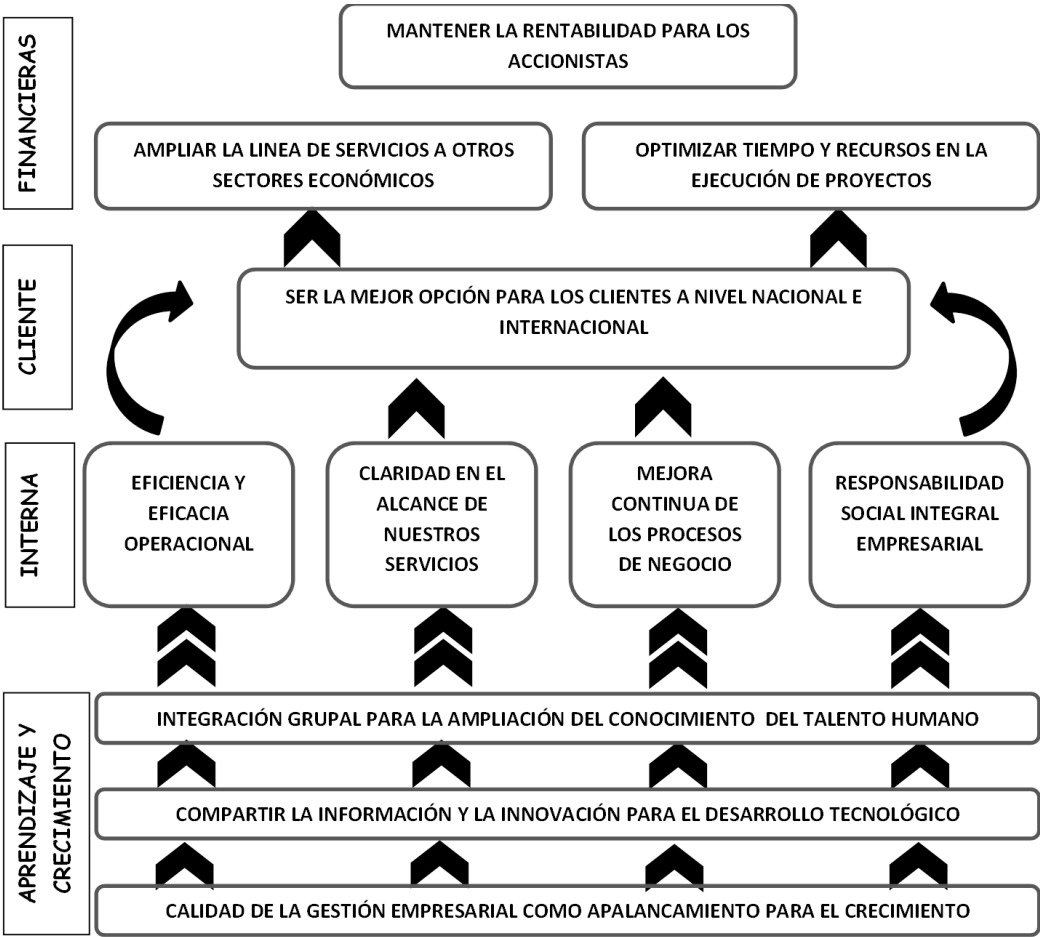 FINANCIERAS
MANTENER LA RENTABILIDAD PARA LOS
ACCIONISTAS
AMPLIAR LA LINEA DE SERVICIOS A OTROS
SECTORES ECONÓMICOS
OPTIMIZAR TIEMPO Y RECURSOS EN LA
EJECUCIÓN DE PROYECTOS
CLIENTE
SER LA MEJOR OPCIÓN PARA LOS CLIENTES A NIVEL NACIONAL E
INTERNACIONAL
INTERNA
EFICIENCIA Y
EFICACIA
OPERACIONAL
CLARIDAD EN EL
ALCANCE DE
NUESTROS
SERVICIOS
MEJORA
CONTINUA DE
LOS PROCESOS
DE NEGOCIO
RESPONSABILIDAD
SOCIAL INTEGRAL
EMPRESARIAL
APRENDIZAJE Y
CRECIMIENTO
INTEGRACIÓN GRUPAL PARA LA AMPLIACIÓN DEL CONOCIMIENTO DEL TALENTO HUMANO
COMPARTIR LA INFORMACIÓN Y LA INNOVACIÓN PARA EL DESARROLLO TECNOLÓGICO
CALIDAD DE LA GESTIÓN EMPRESARIAL COMO APALANCAMIENTO PARA EL CRECIMIENTO